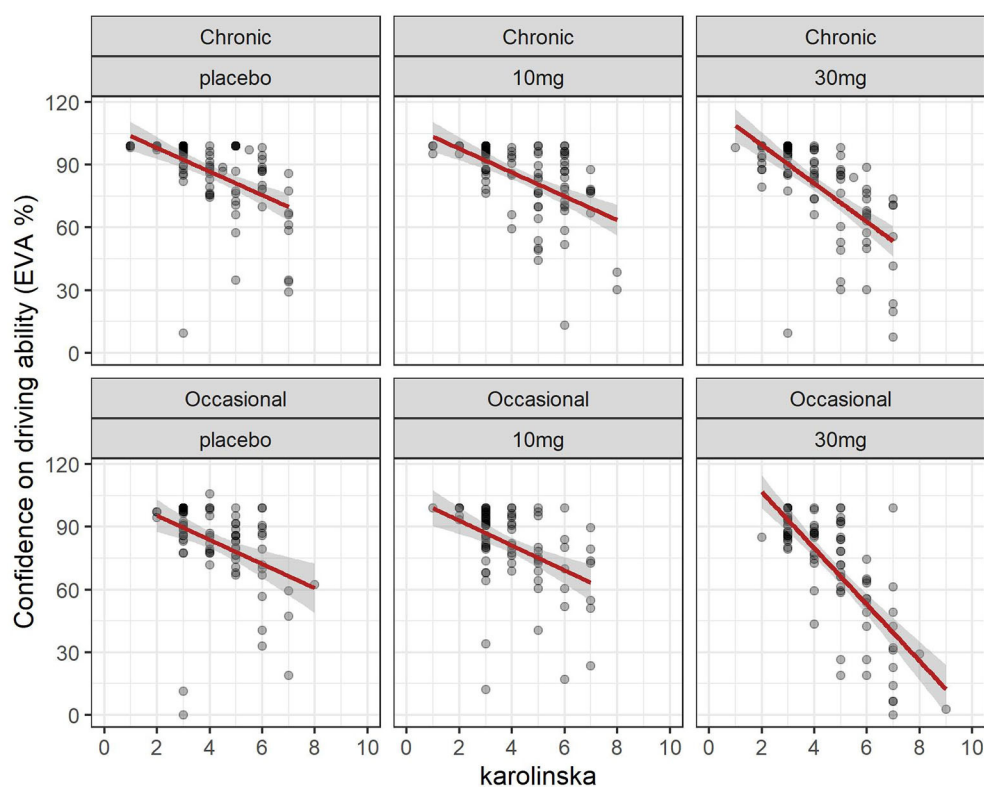 Chronic Chronic Chronic
placebo 10mg 30mg
120
90
60
30
0
Occasional Occasional Occasional
placebo 10mg 30mg
120
90
60
30
0
0 2 4 6 8 10 0 2 4 6 8 10 0 2 4 6 8 10
karolinska
Confidence on driving ability (EVA %)